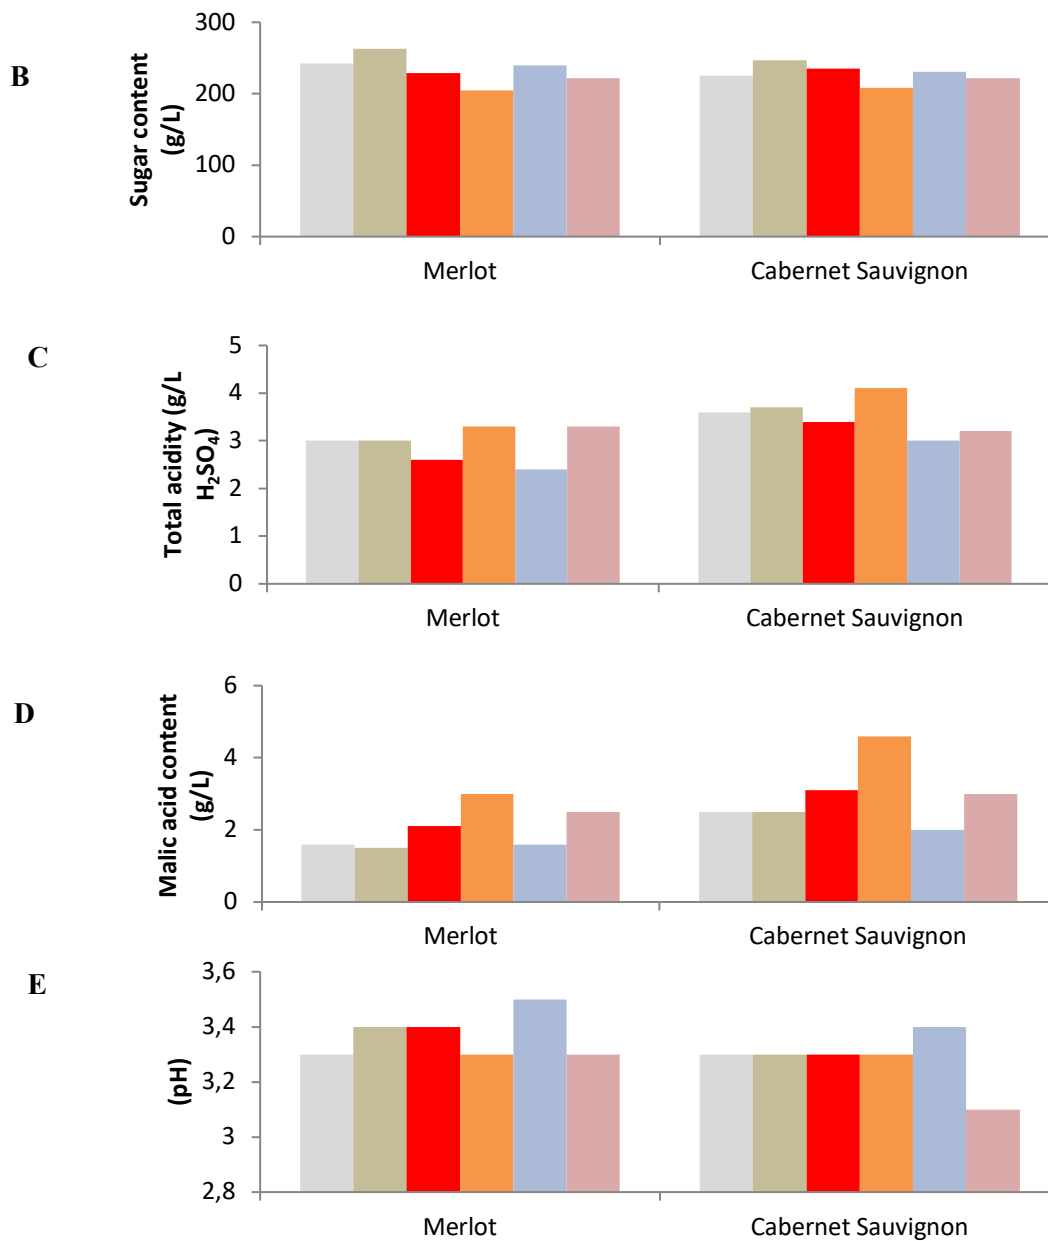 B
Sugar content
(g/L)
300
200
100
0
Merlot Cabernet Sauvignon
C
Total acidity (g/L
H₂SO₄)
5
4
3
2
1
0
Merlot Cabernet Sauvignon
D
Malic acid content
(g/L)
6
4
2
0
Merlot Cabernet Sauvignon
E
(pH)
3,6
3,4
3,2
3
2,8
Merlot Cabernet Sauvignon